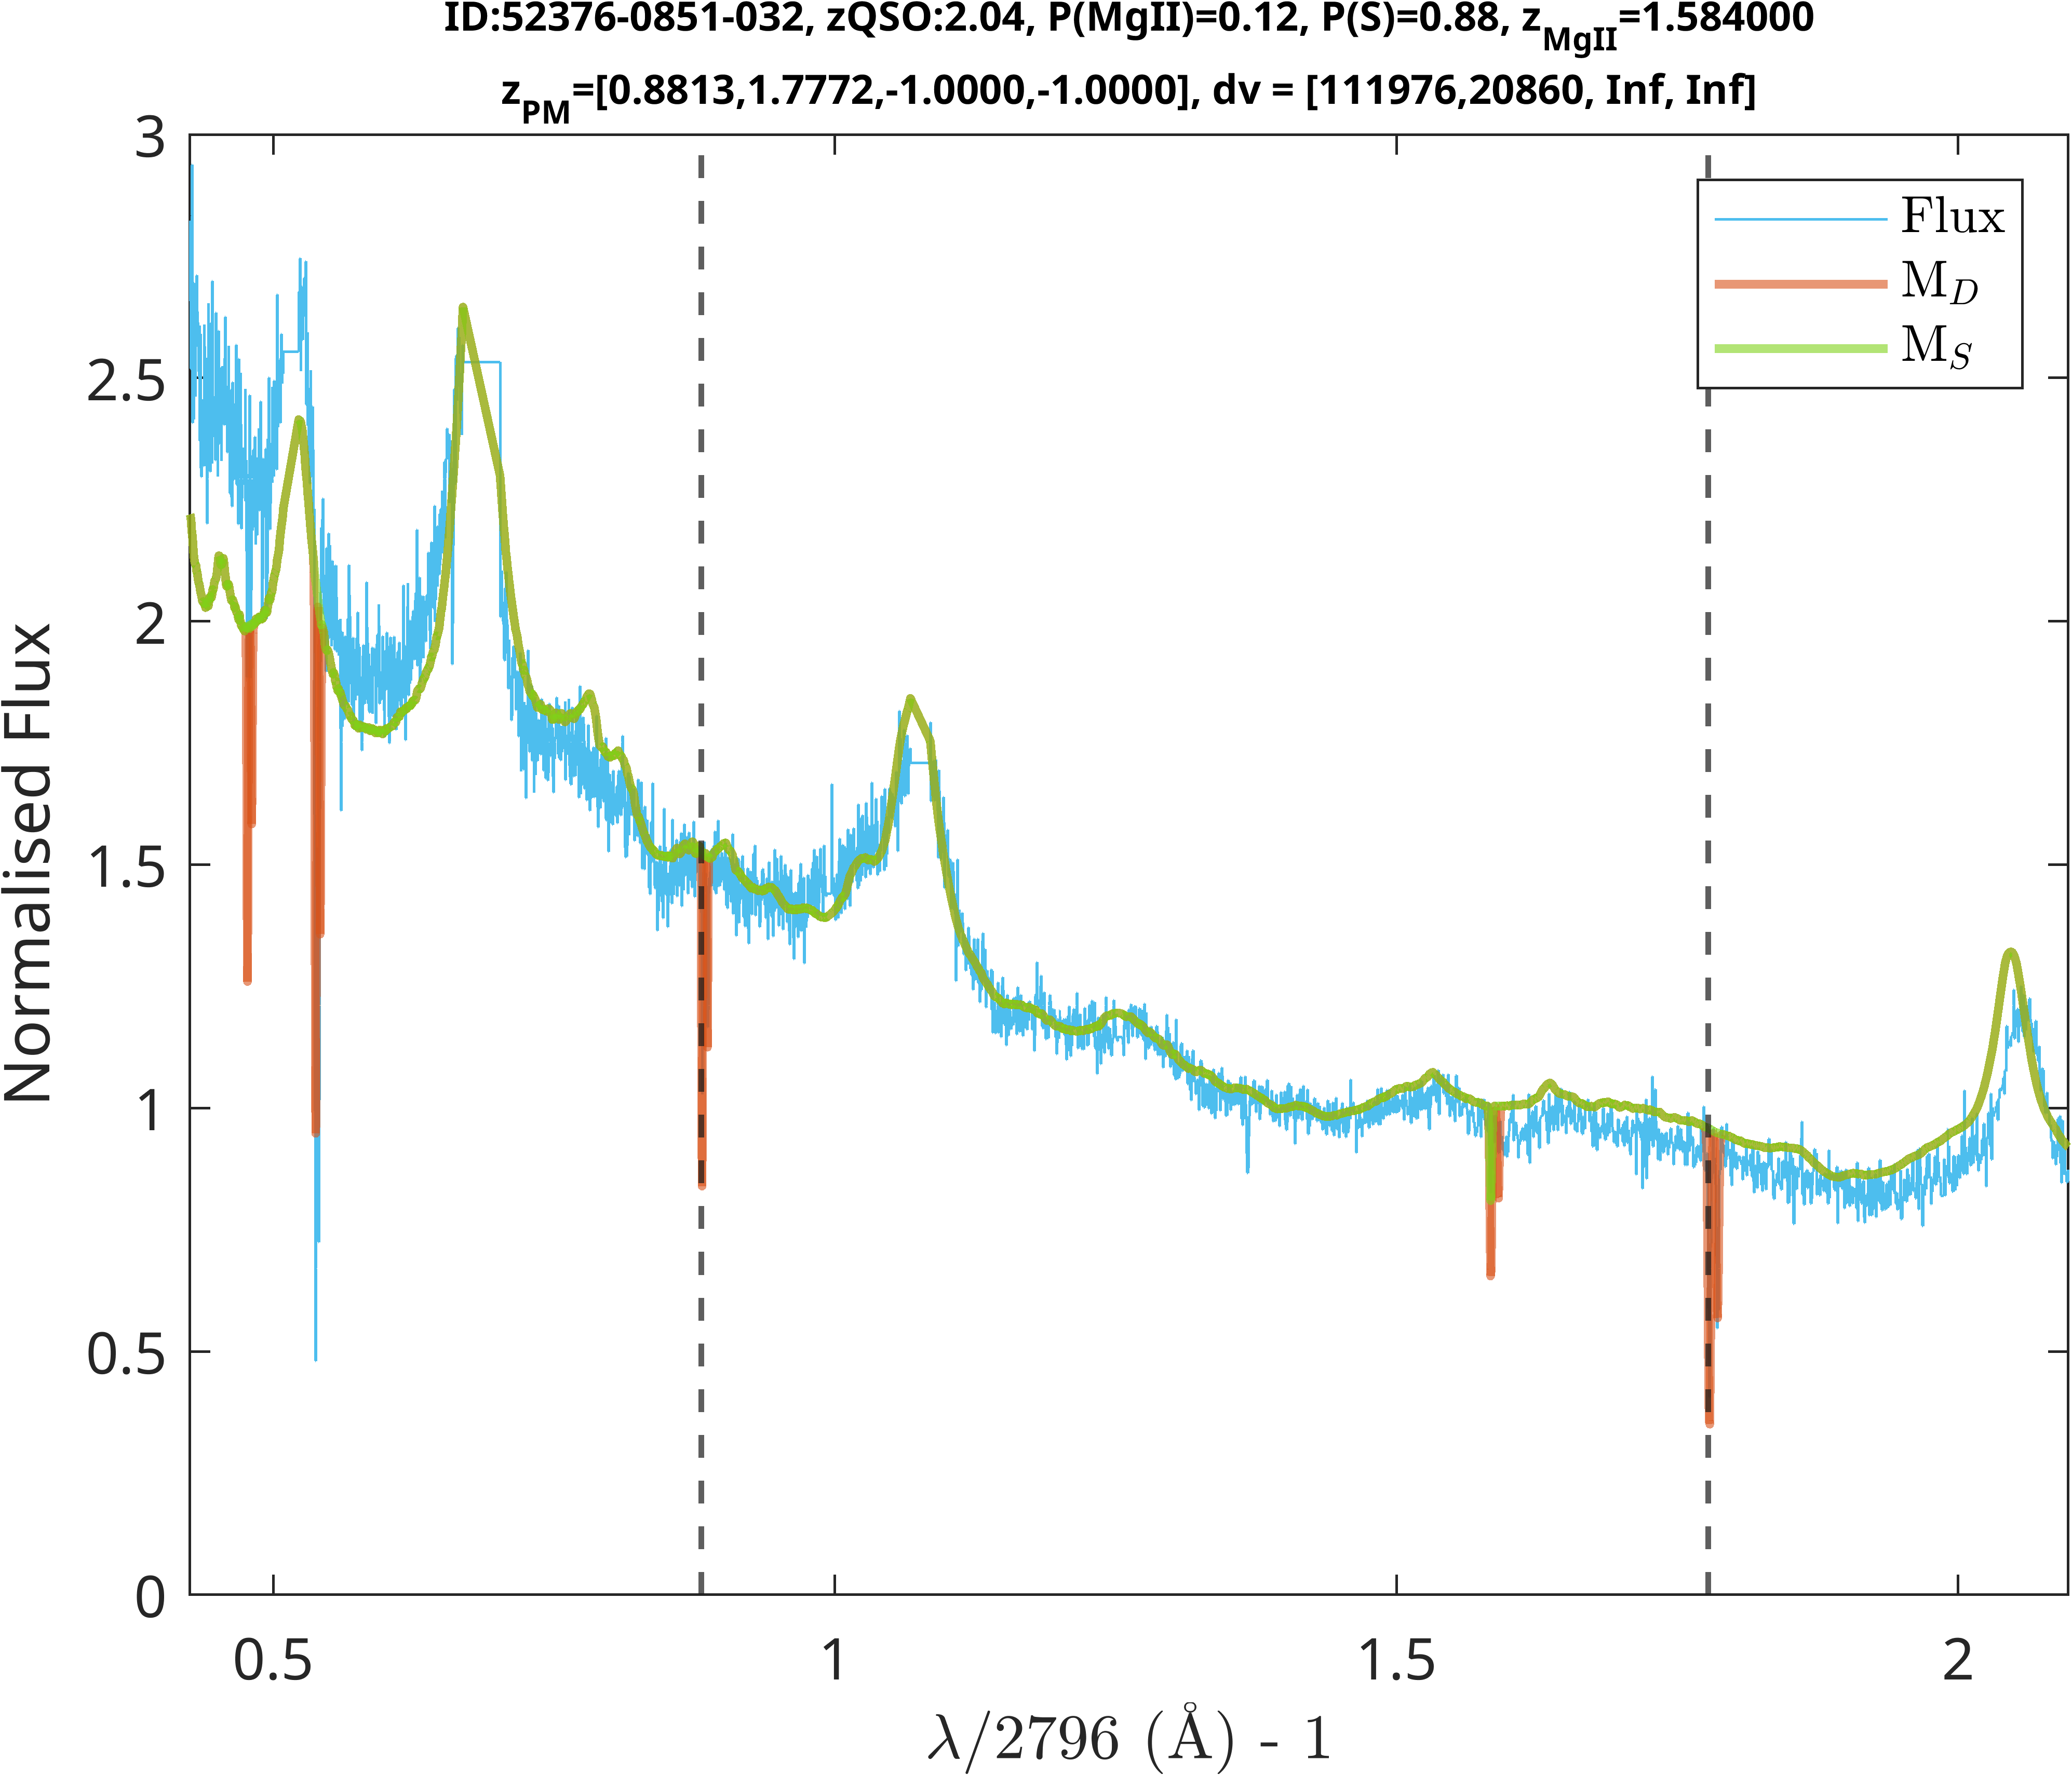 ID:52376-0851-032, zQSO:2.04, P(MgII)=0.12, P(S)=0.88, zMgII=1.584000
zPM=[0.8813,1.7772,-1.0000,-1.0000], dv = [111976,20860, Inf, Inf]
3
2.5
2
1.5
1
0.5
0
Normalised Flux
Flux
MD
MS
0.5
1
1.5
2
λ/2796 (Å) - 1